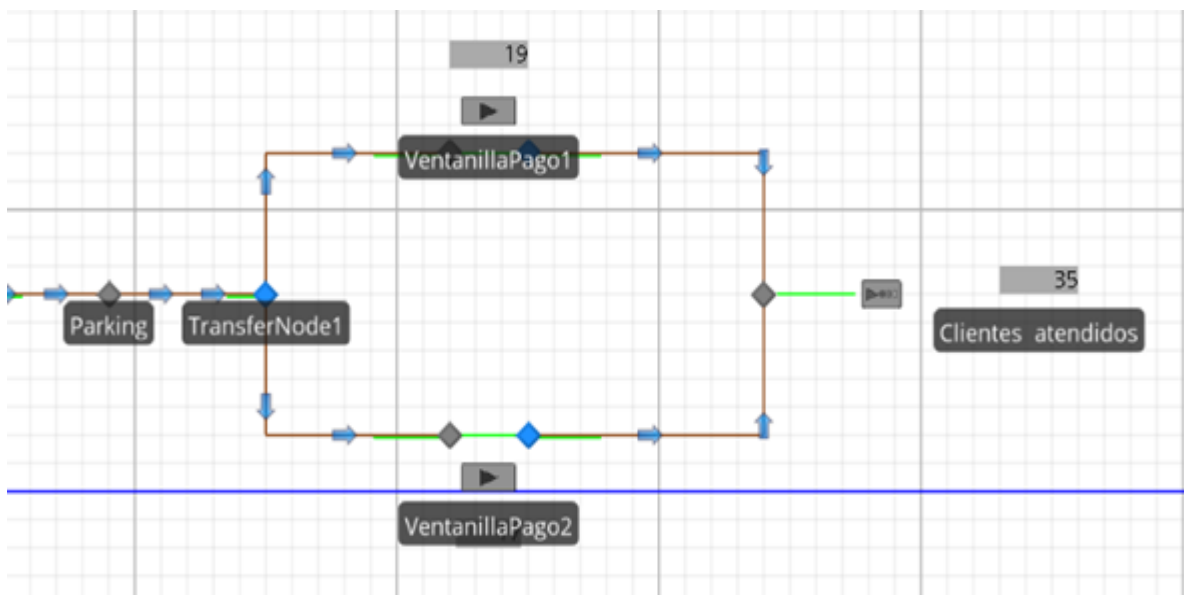 19
VentanillaPago1
Parking
TransferNode1
35
Clientes atendidos
VentanillaPago2